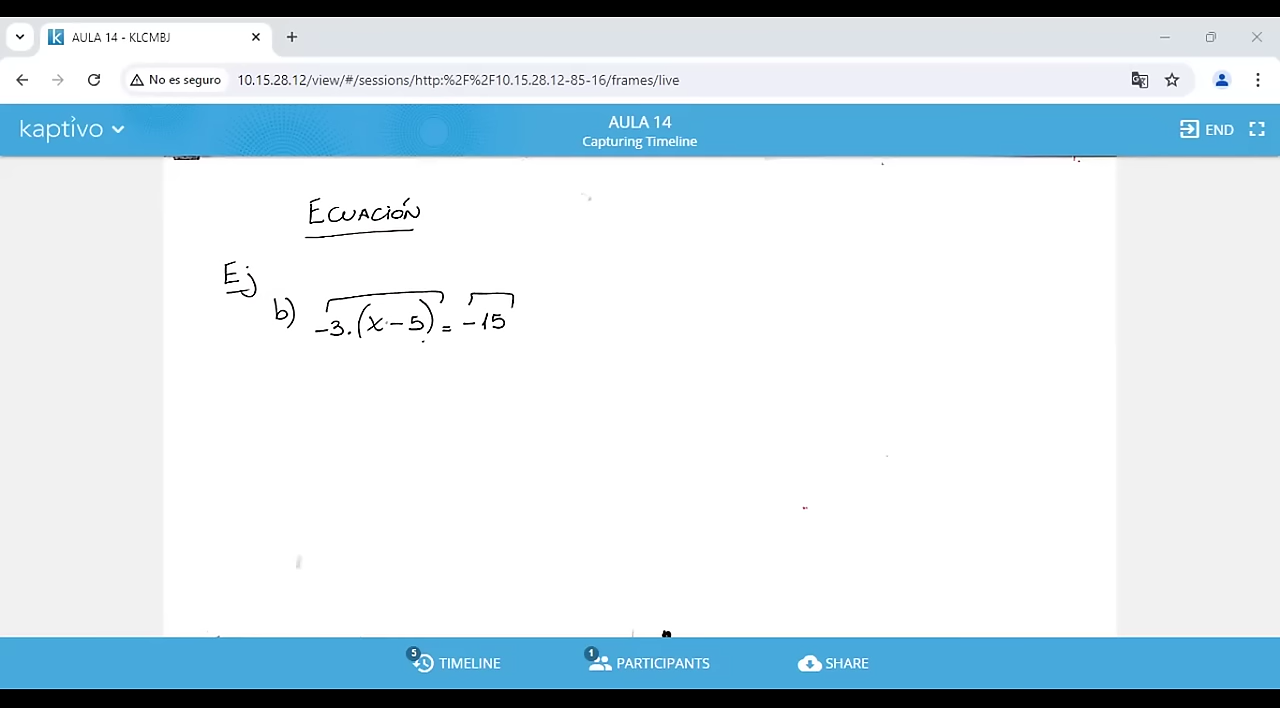 AULA 14 - KLCMBJ
No es seguro
10.15.28.12/view/#/sessions/http:%2F%2F10.15.28.12-85-16/frames/live
kaptivo
AULA 14
Capturing Timeline
END
ECUACIÓN
Ej
b) -3.(x-5) = -15
5 TIMELINE
1 PARTICIPANTS
SHARE